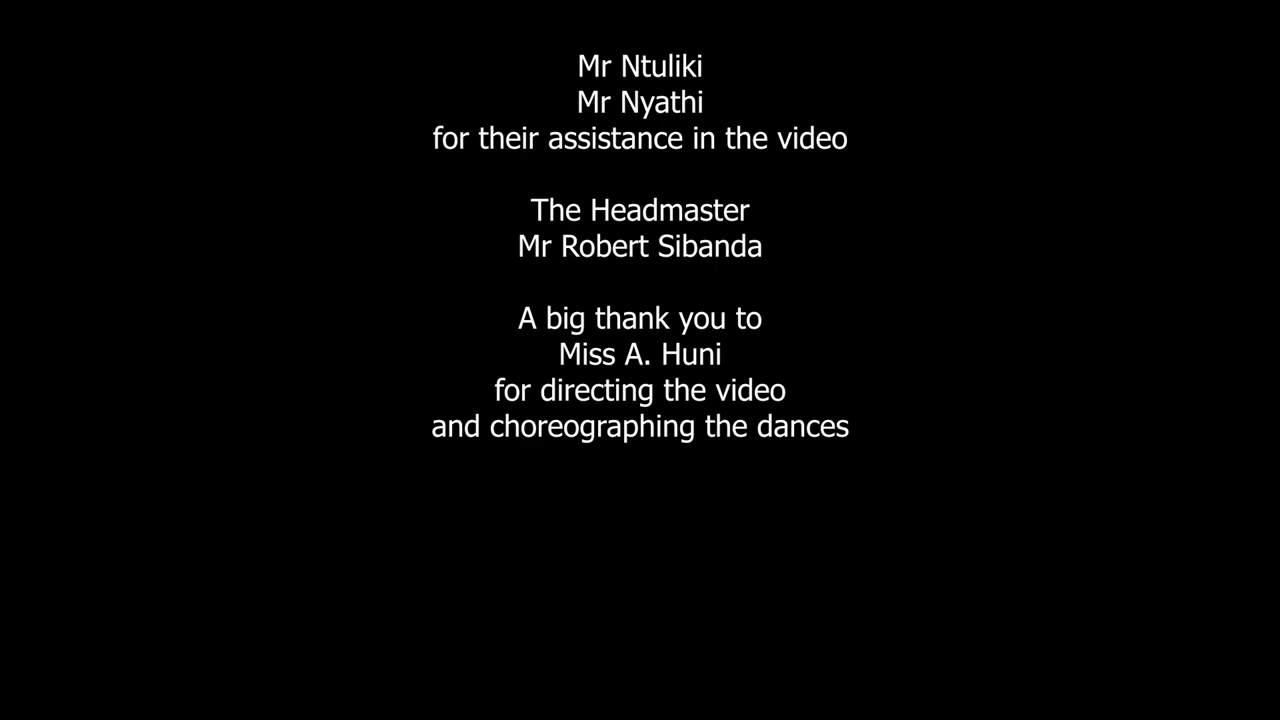 Mr Ntuliki
Mr Nyathi
for their assistance in the video
The Headmaster
Mr Robert Sibanda
A big thank you to
Miss A. Huni
for directing the video
and choreographing the dances